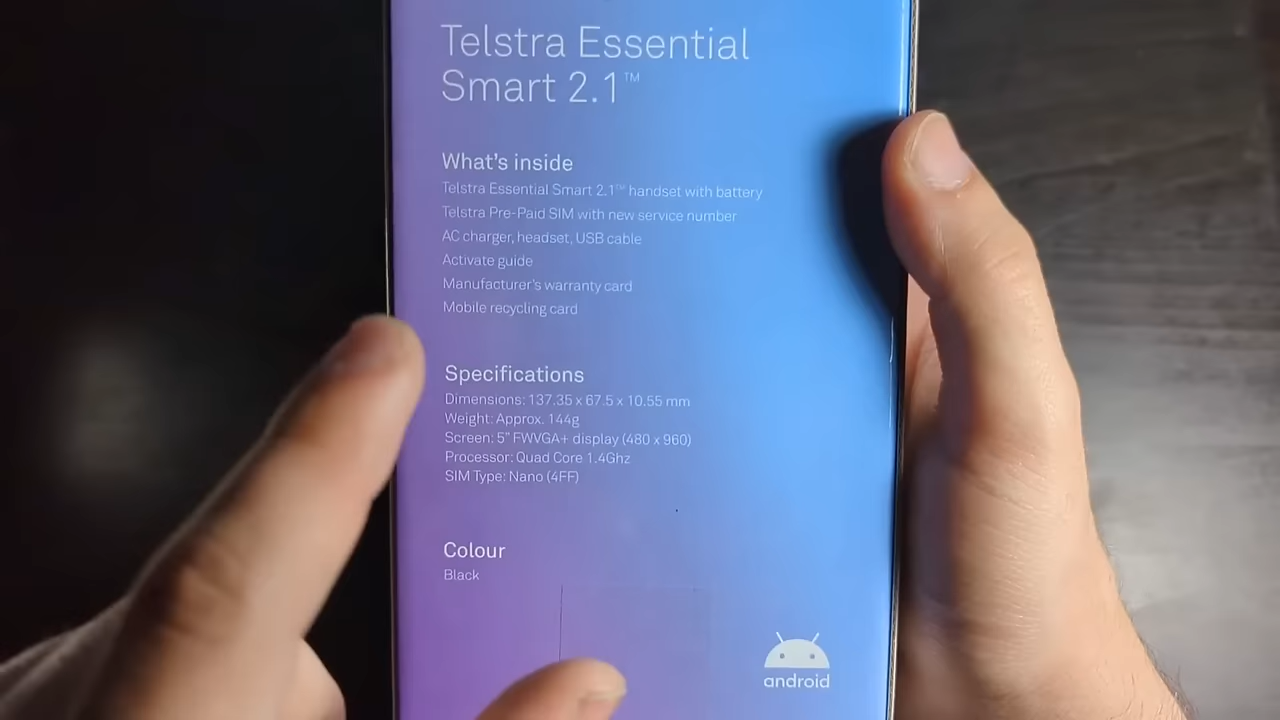 Telstra Essential
Smart 2.1™
What's inside
Telstra Essential Smart 2.1™ handset with battery
Telstra Pre-Paid SIM with new service number
AC charger, headset, USB cable
Activate guide
Manufacturer's warranty card
Mobile recycling card
Specifications
Dimensions: 137.35 x 67.5 x 10.55 mm
Weight: Approx. 144g
Screen: 5" FWVGA+ display (480 x 960)
Processor: Quad Core 1.4Ghz
SIM Type: Nano (4FF)
Colour
Black
android